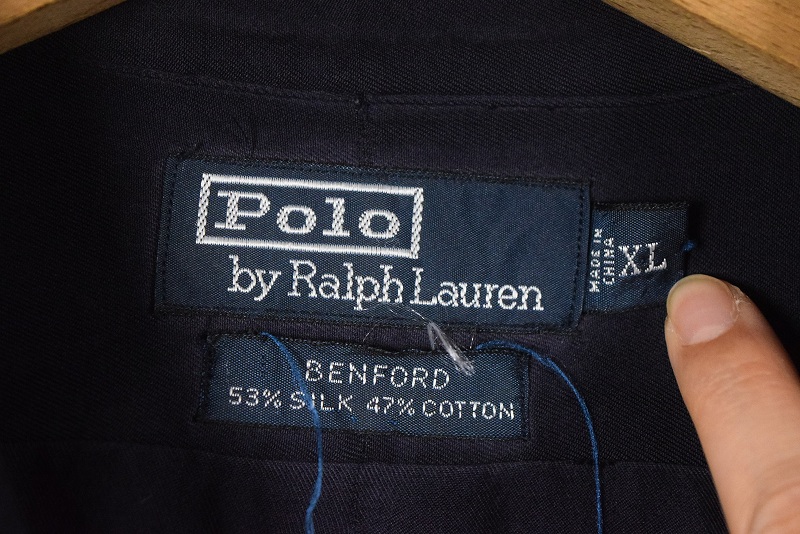 Polo
by Ralph Lauren
MADE IN
CHINA
XL
BENFORD
53% SILK 47% COTTON